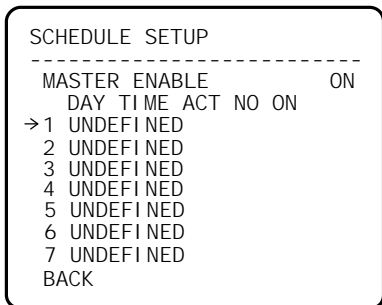 SCHEDULE SETUP
--------------------------
MASTER ENABLE ON
DAY TIME ACT NO ON
→1 UNDEFINED
2 UNDEFINED
3 UNDEFINED
4 UNDEFINED
5 UNDEFINED
6 UNDEFINED
7 UNDEFINED
BACK